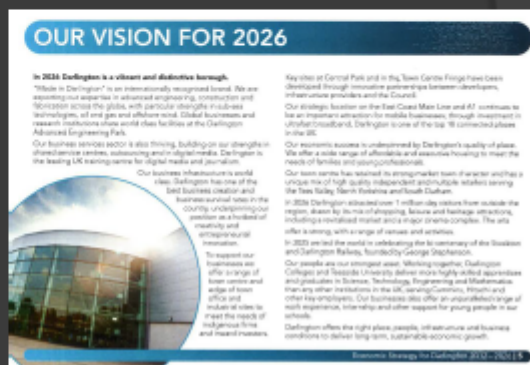 OUR VISION FOR 2026
In 2026 Darlington is a vibrant and distinctive borough.
"Made in Darlington" is an internationally recognised brand. We are
exporting our expertise in advanced engineering, construction and
fabrication across the globe, with particular strengths in subsea
technologies, oil and gas and offshore wind. Global businesses and
research institutions share world class facilities at the Darlington
Advanced Engineering Park.
Our business services sector is also thriving, building on our strengths in
shared service centres, outsourcing and in digital media. Darlington is
the leading UK training centre for digital media and journalism.
Our business infrastructure is world
class. Darlington has one of the
best business creation and
business survival rates in the
country, underpinning our
position as a hotbed of
creativity and
entrepreneurial
innovation.
To support our
businesses we
offer a range of
town centre and
edge of town
office and
industrial sites to
meet the needs of
indigenous firms
and inward investors.
Key sites at Central Park and in the Town Centre Fringe have been
developed through innovative partnerships between developers,
infrastructure providers and the Council.
Our strategic location on the East Coast Main Line and A1 continues to
be an important attraction for mobile businesses; through investment in
ultrafast broadband, Darlington is one of the top 10 connected places
in the UK.
Our economic success is underpinned by Darlington's quality of place.
We offer a wide range of affordable and executive housing to meet the
needs of families and young professionals.
Our town centre has retained its strong market town character and has a
unique mix of high quality independent and multiple retailers serving
the Tees Valley, North Yorkshire and South Durham.
In 2026 Darlington attracted over 1 million day visitors from outside the
region, drawn by its mix of shopping, leisure and heritage attractions,
including a revitalised market and a major cinema complex. The arts
offer is strong, with a range of venues and activities.
In 2025 we led the world in celebrating the bi-centenary of the Stockton
and Darlington Railway, founded by George Stephenson.
Our people are our strongest asset. Working together, Darlington
Colleges and Teesside University deliver more highly skilled apprentices
and graduates in Science, Technology, Engineering and Mathematics
than any other institutions in the UK, serving Cummins, Hitachi and
other key employers. Our businesses also offer an unparalleled range of
work experience, internship and other support for young people in our
schools.
Darlington offers the right place, people, infrastructure and business
conditions to deliver long-term, sustainable economic growth.
Economic Strategy for Darlington 2012 – 2026 | 5